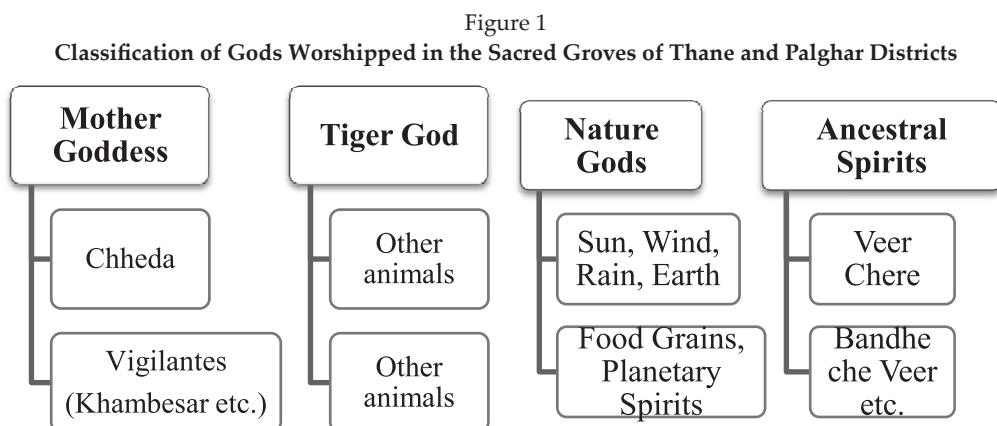 Figure 1
Classification of Gods Worshipped in the Sacred Groves of Thane and Palghar Districts
Mother
Goddess
Chheda
Vigilantes
(Khambesar etc.)
Tiger God
Other
animals
Other
animals
Nature
Gods
Sun, Wind,
Rain, Earth
Food Grains,
Planetary
Spirits
Ancestral
Spirits
Veer
Chere
Bandhe
che Veer
etc.